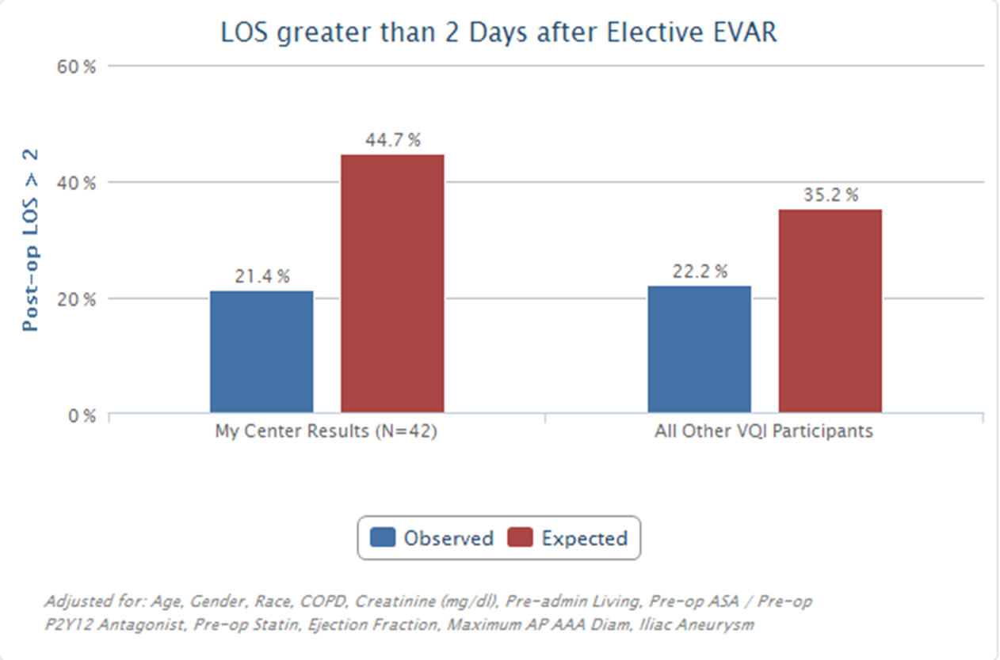 LOS greater than 2 Days after Elective EVAR
60 %
44.7 %
Post-op LOS > 2
40 %
35.2 %
21.4 %
22.2 %
20 %
0 %
My Center Results (N=42)
All Other VQI Participants
Observed
Expected
Adjusted for: Age, Gender, Race, COPD, Creatinine (mg/dl), Pre-admin Living, Pre-op ASA / Pre-op
P2Y12 Antagonist, Pre-op Statin, Ejection Fraction, Maximum AP AAA Diam, Iliac Aneurysm